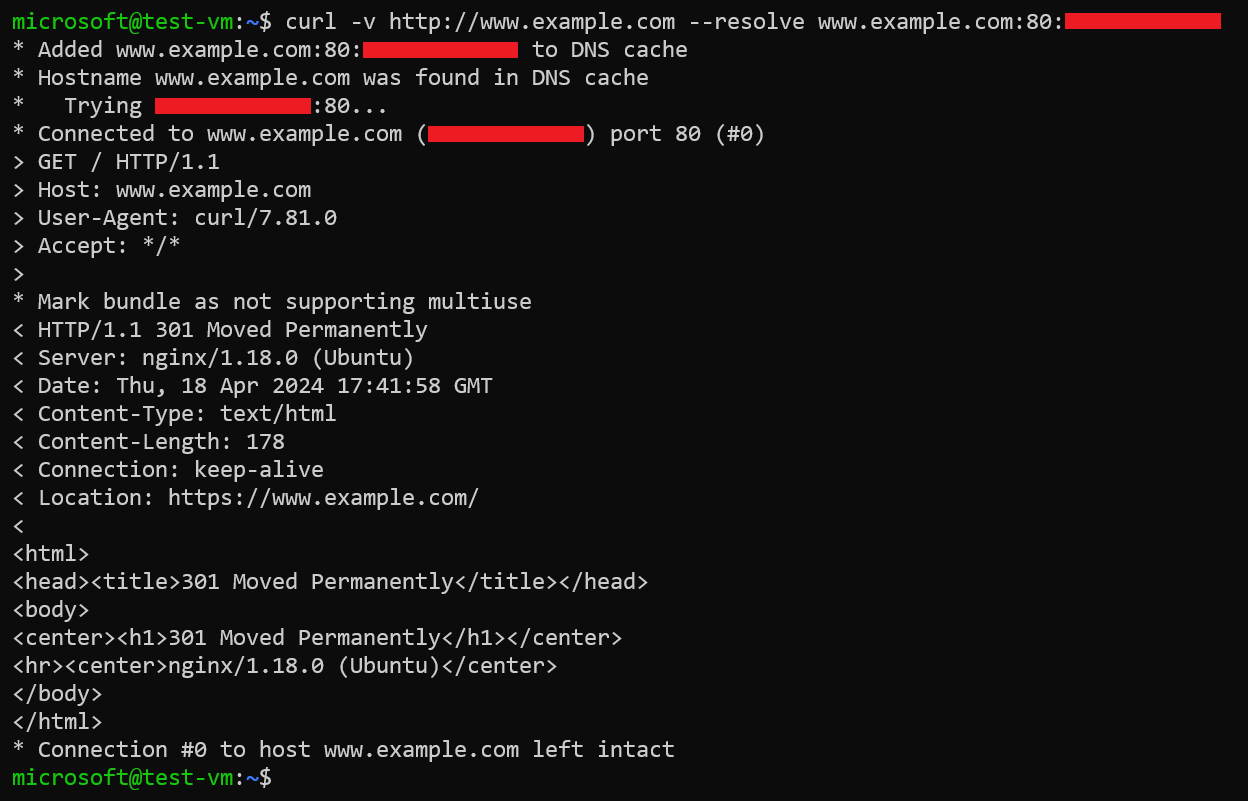 microsoft@test-vm:~$ curl -v http://www.example.com --resolve www.example.com:80:
* Added www.example.com:80: to DNS cache
* Hostname www.example.com was found in DNS cache
*   Trying :80...
* Connected to www.example.com () port 80 (#0)
> GET / HTTP/1.1
> Host: www.example.com
> User-Agent: curl/7.81.0
> Accept: */*
>
* Mark bundle as not supporting multiuse
< HTTP/1.1 301 Moved Permanently
< Server: nginx/1.18.0 (Ubuntu)
< Date: Thu, 18 Apr 2024 17:41:58 GMT
< Content-Type: text/html
< Content-Length: 178
< Connection: keep-alive
< Location: https://www.example.com/
<
<html>
<head><title>301 Moved Permanently</title></head>
<body>
<center><h1>301 Moved Permanently</h1></center>
<hr><center>nginx/1.18.0 (Ubuntu)</center>
</body>
</html>
* Connection #0 to host www.example.com left intact
microsoft@test-vm:~$